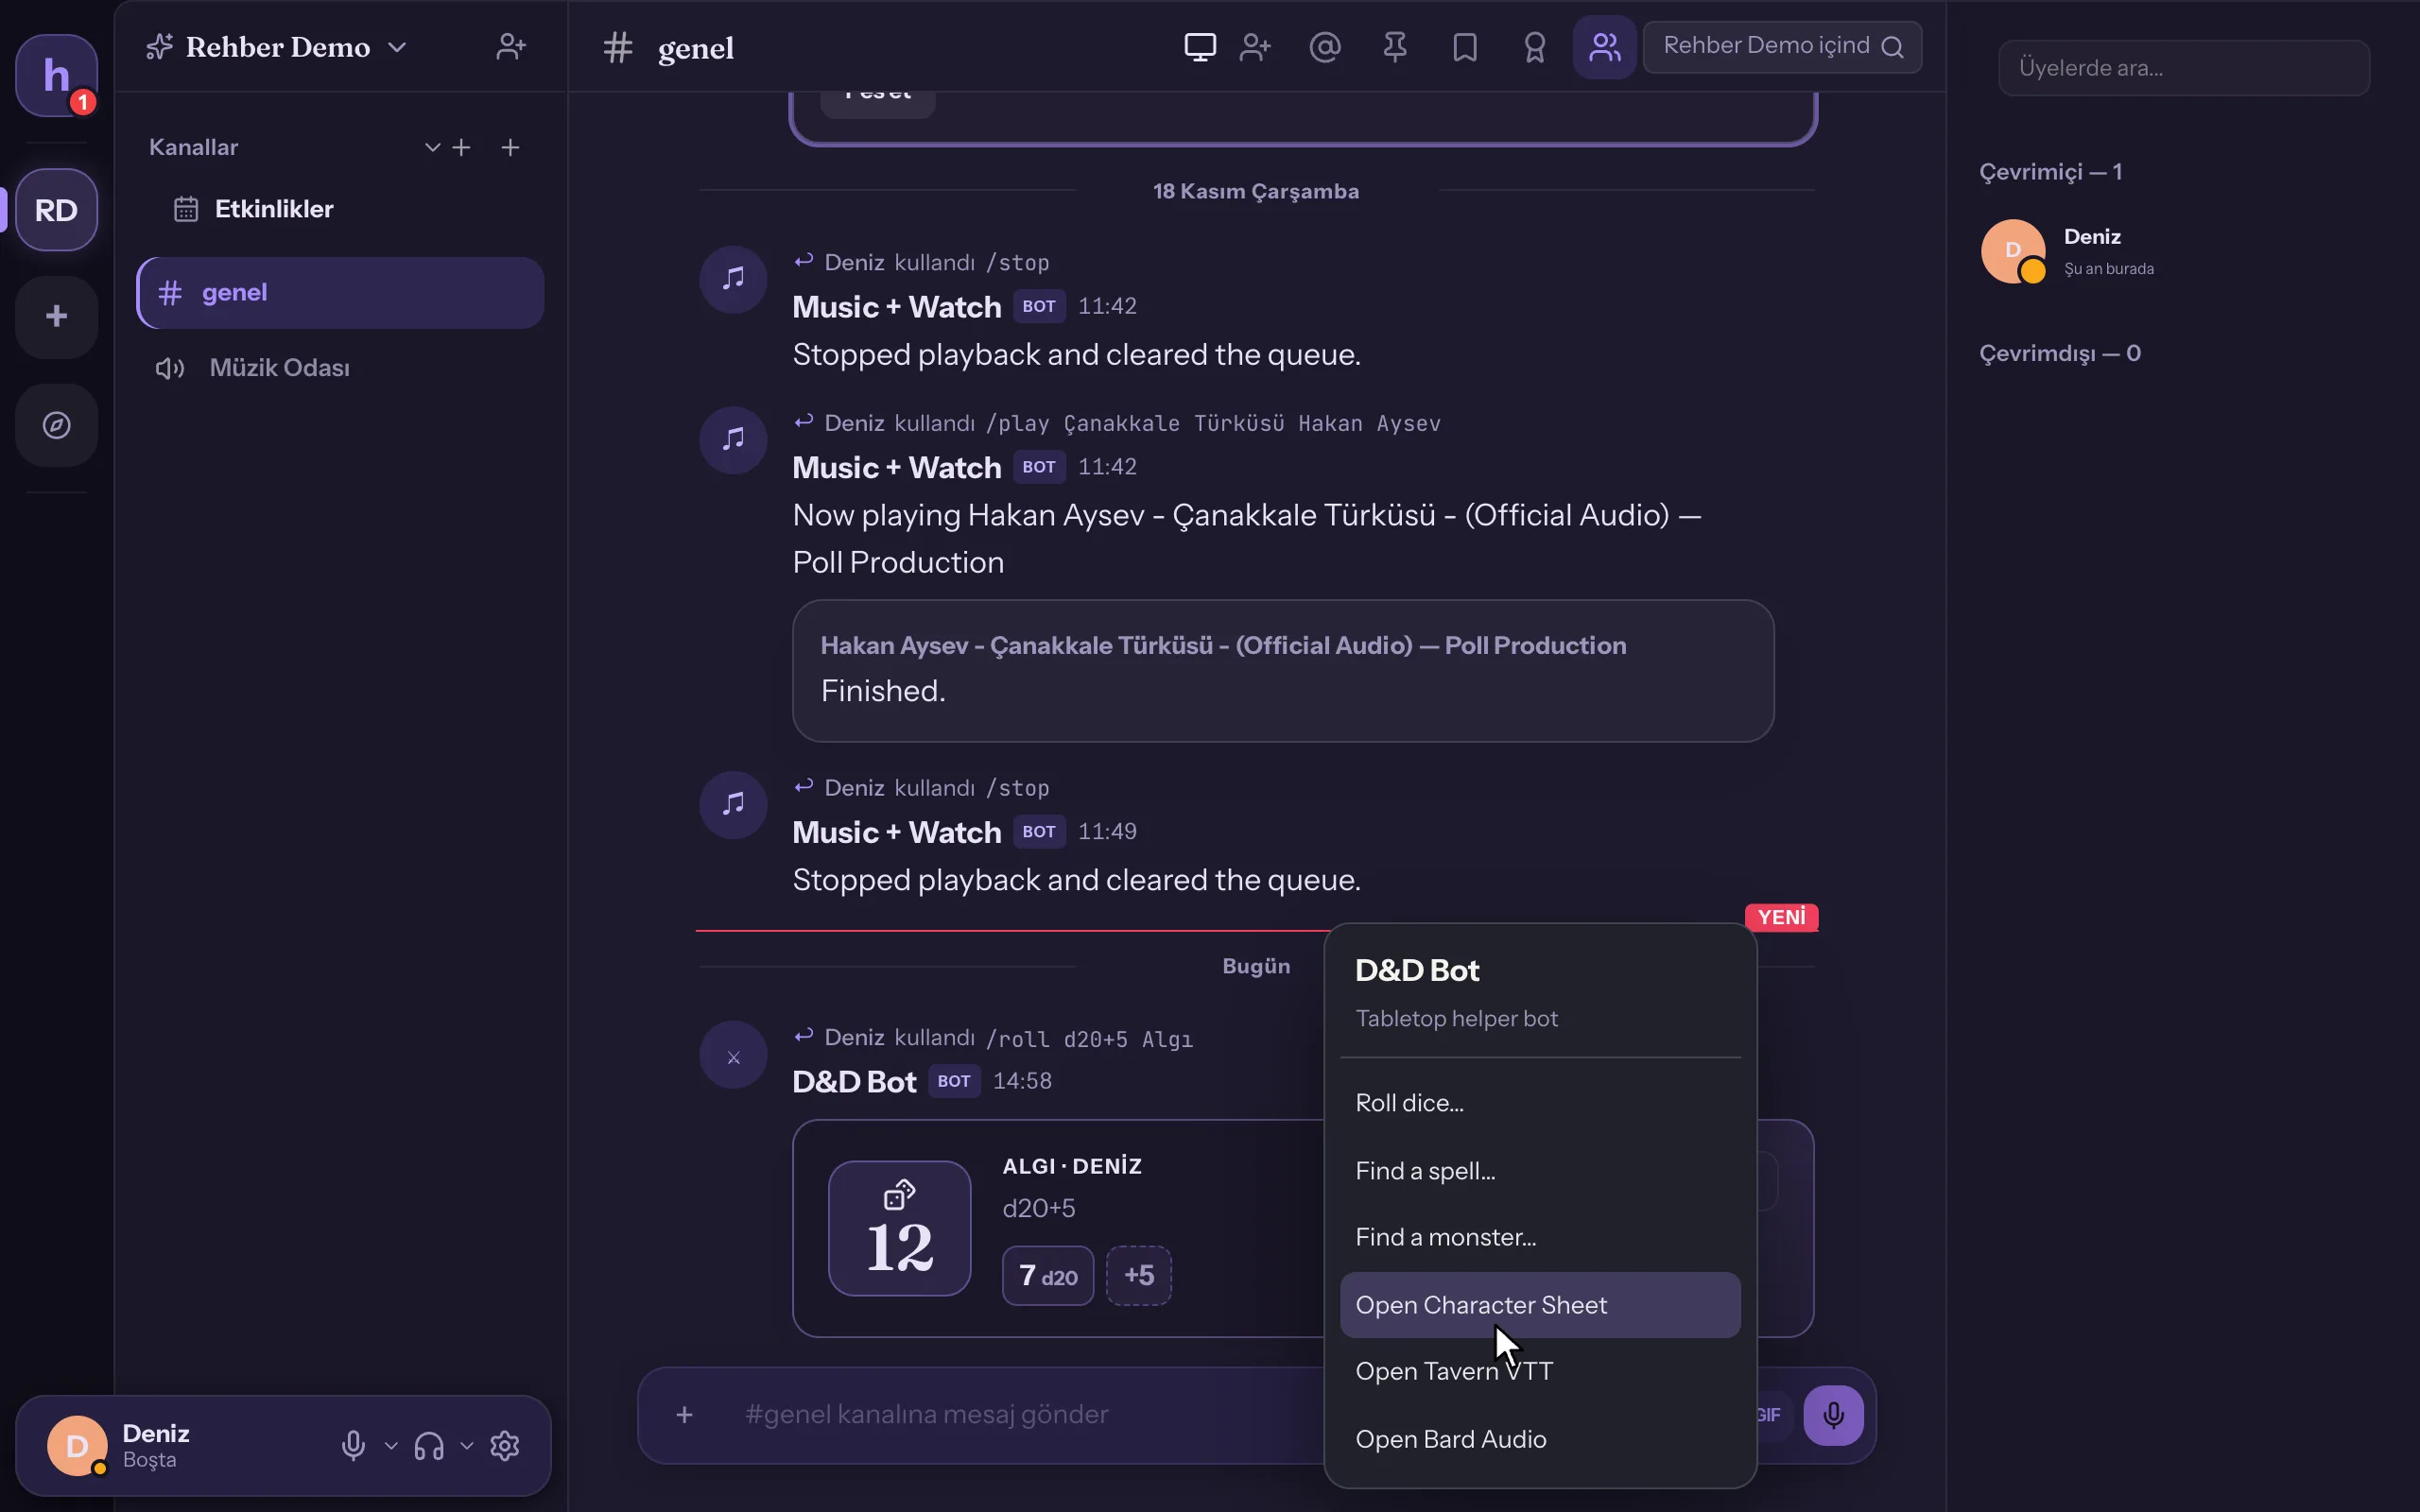 h
1
RD
Rehber Demo
Kanallar
Etkinlikler
genel
Müzik Odası
D
Deniz
Boşta
genel
Rehber Demo içind
18 Kasım Çarşamba
Deniz kullandı /stop
Music + Watch BOT 11:42
Stopped playback and cleared the queue.
Deniz kullandı /play Çanakkale Türküsü Hakan Aysev
Music + Watch BOT 11:42
Now playing Hakan Aysev - Çanakkale Türküsü - (Official Audio) —
Poll Production
Hakan Aysev - Çanakkale Türküsü - (Official Audio) — Poll Production
Finished.
Deniz kullandı /stop
Music + Watch BOT 11:49
Stopped playback and cleared the queue.
YENİ
Bugün
Deniz kullandı /roll d20+5 Algı
D&D Bot BOT 14:58
12
ALGI · DENİZ
d20+5
7 d20 +5
#genel kanalına mesaj gönder
GIF
D&D Bot
Tabletop helper bot
Roll dice...
Find a spell...
Find a monster...
Open Character Sheet
Open Tavern VTT
Open Bard Audio
Üyelerde ara...
Çevrimiçi — 1
D
Deniz
Şu an burada
Çevrimdışı — 0